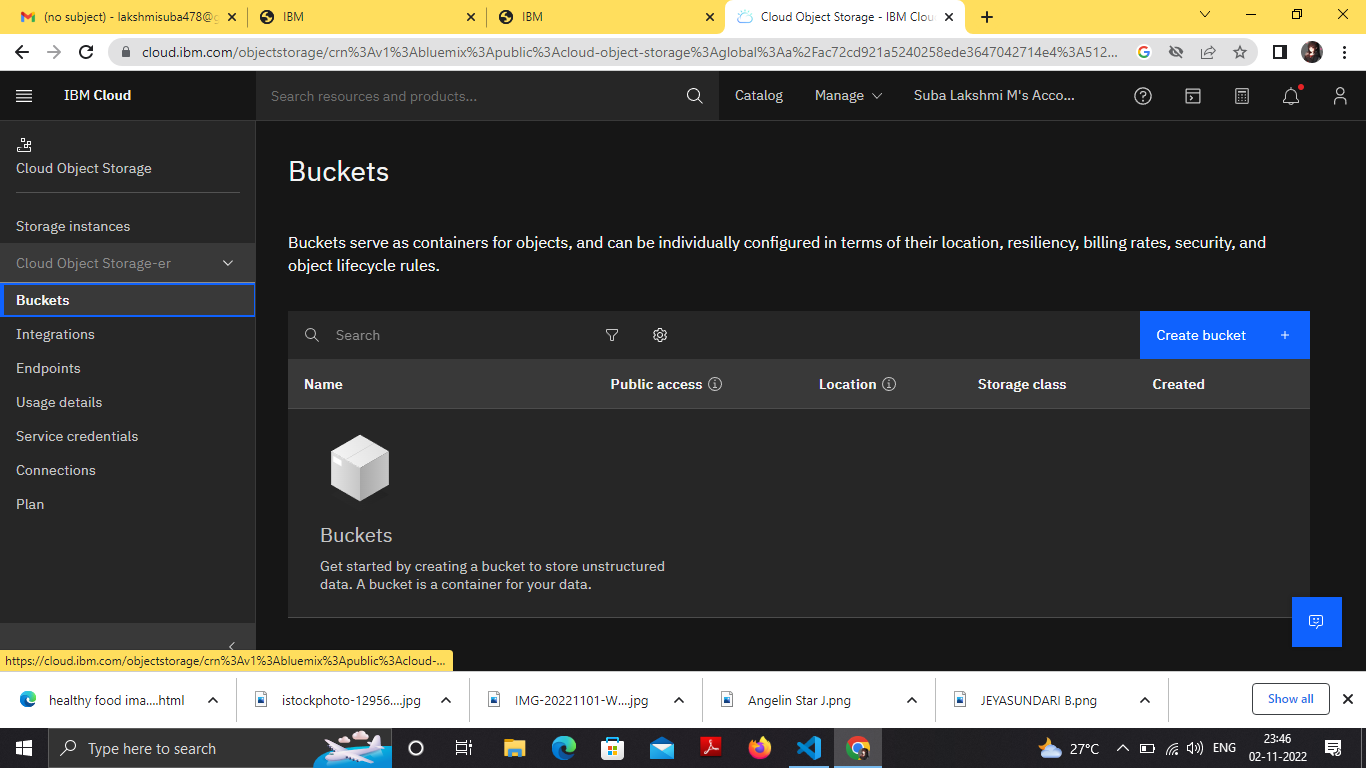 (no subject) - lakshmisuba478@g
IBM
IBM
Cloud Object Storage - IBM Clou
cloud.ibm.com/objectstorage/crn%3Av1%3Abluemix%3Apublic%3Acloud-object-storage%3Aglobal%3Aa%2Fac72cd921a5240258ede3647042714e4%3A512...
IBM Cloud
Search resources and products...
Catalog
Manage
Suba Lakshmi M's Acco...
Cloud Object Storage
Storage instances
Cloud Object Storage-er
Buckets
Integrations
Endpoints
Usage details
Service credentials
Connections
Plan
Buckets
Buckets serve as containers for objects, and can be individually configured in terms of their location, resiliency, billing rates, security, and
object lifecycle rules.
Search
Create bucket +
Name
Public access
Location
Storage class
Created
Buckets
Get started by creating a bucket to store unstructured
data. A bucket is a container for your data.
https://cloud.ibm.com/objectstorage/crn%3Av1%3Abluemix%3Apublic%3Acloud-...
healthy food ima....html
istockphoto-12956....jpg
IMG-20221101-W....jpg
Angelin Star J.png
JEYASUNDARI B.png
Show all
Type here to search
27°C
ENG
23:46
02-11-2022